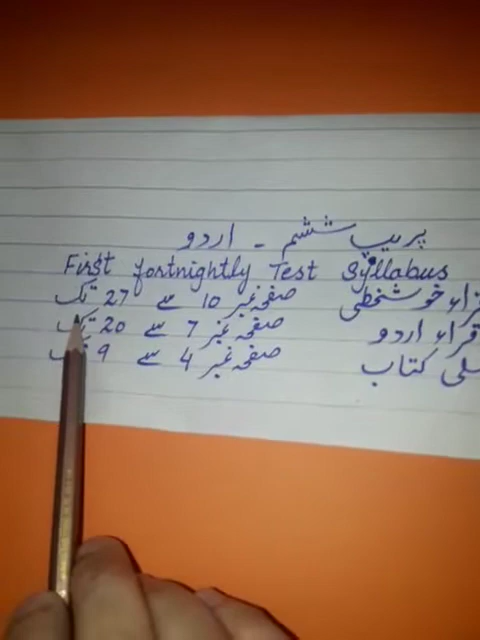 پریپ ششم - اردو
First fortnightly Test Syllabus
خوشخطی صفحہ نمبر 10 سے 27 تک
اردو صفحہ نمبر 7 سے 20 تک
کتاب صفحہ نمبر 4 سے 9